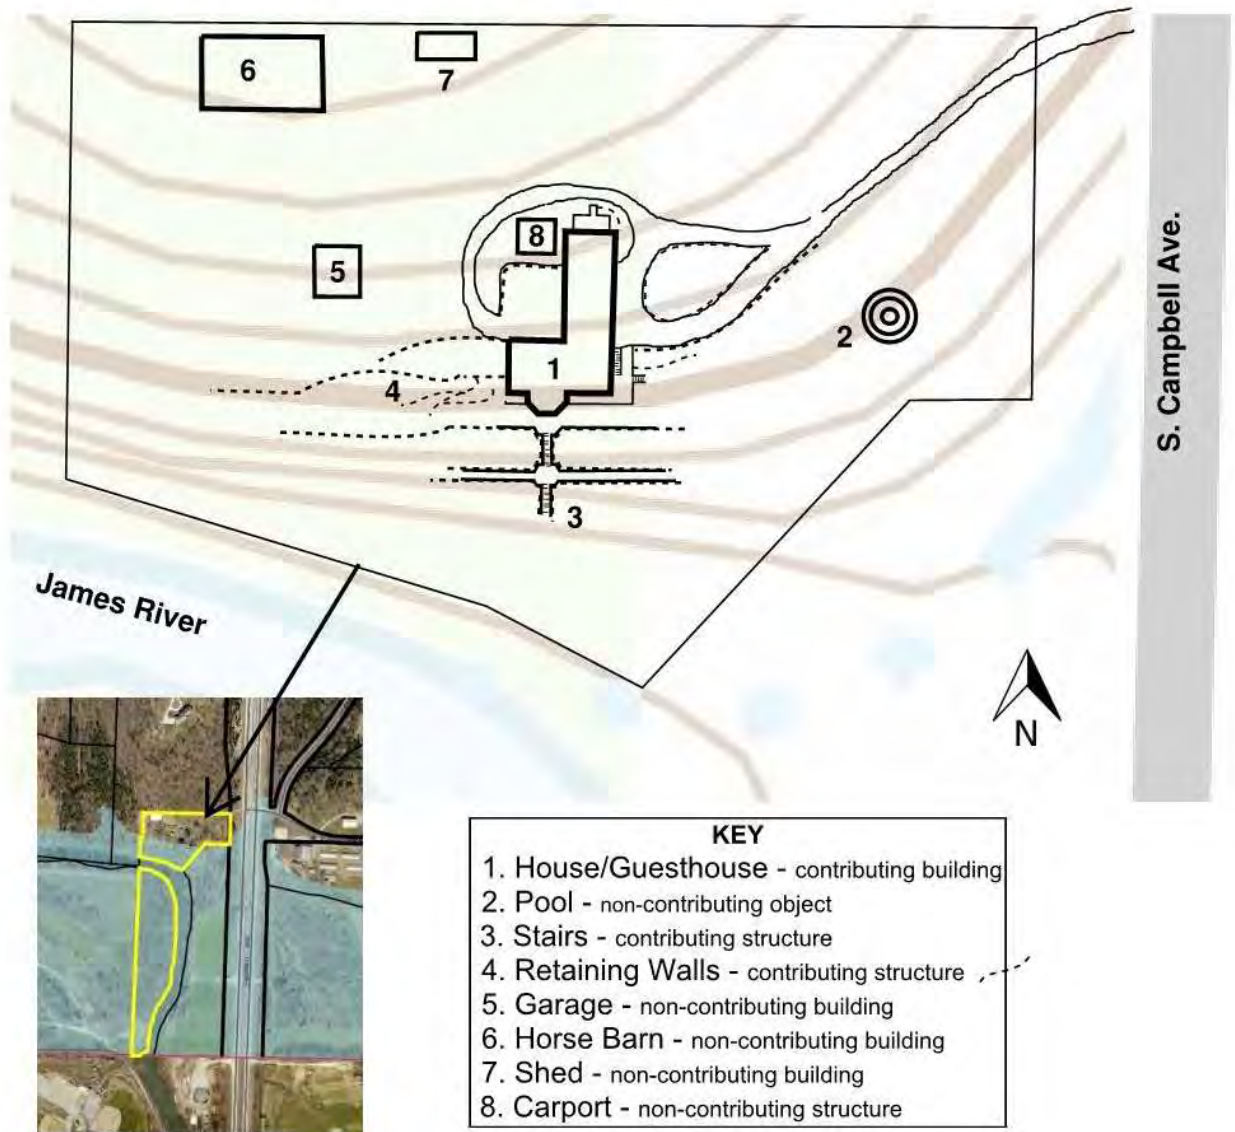 6
7
8
5
2
1
4
3
S. Campbell Ave.
James River
N
KEY
1. House/Guesthouse - contributing building
2. Pool - non-contributing object
3. Stairs - contributing structure
4. Retaining Walls - contributing structure
5. Garage - non-contributing building
6. Horse Barn - non-contributing building
7. Shed - non-contributing building
8. Carport - non-contributing structure